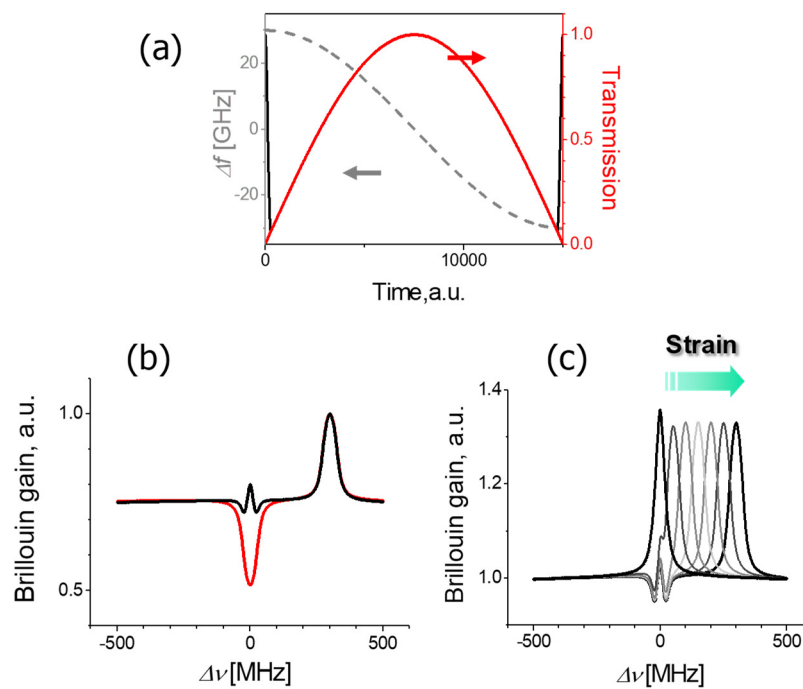 (a)
Δf [GHz]
20
0
-20
1.0
0.5
0.0
Transmission
0
10000
Time,a.u.
(b)
Brillouin gain, a.u.
1.0
0.5
-500
0
500
Δν [MHz]
(c)
Strain
Brillouin gain, a.u.
1.4
1.2
1.0
-500
0
500
Δν [MHz]